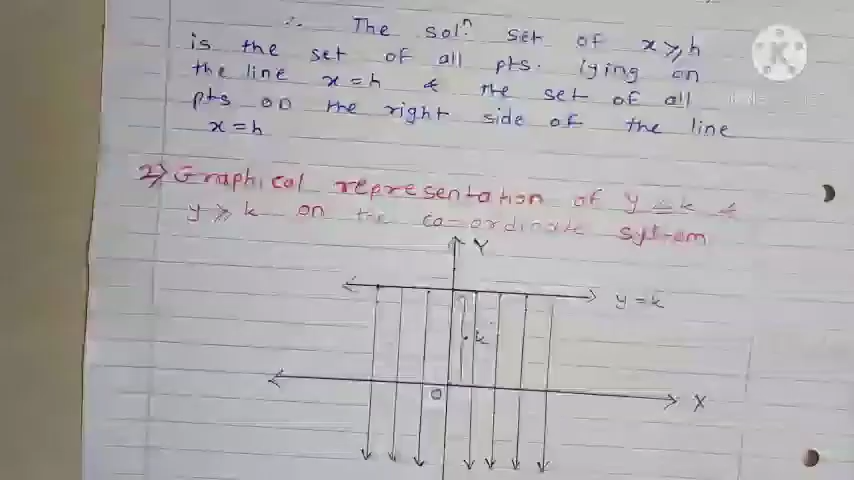 ∴ The solⁿ. set of x ≥ h
is the set of all pts. lying on
the line x = h & the set of all
pts on the right side of the line
x = h
2) Graphical representation of y ≤ k &
y ≥ k on the co-ordinate system
Y
y = k
k
O
X
K